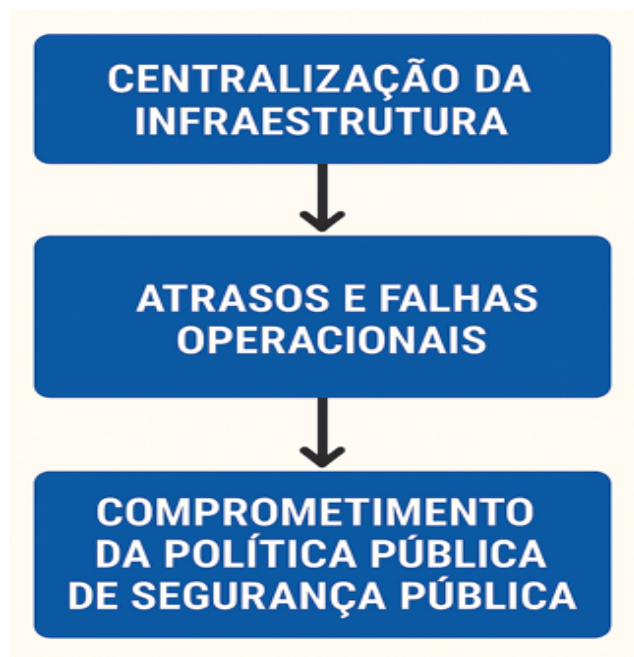 CENTRALIZAÇÃO DA
INFRAESTRUTURA
ATRASOS E FALHAS
OPERACIONAIS
COMPROMETIMENTO
DA POLÍTICA PÚBLICA
DE SEGURANÇA PÚBLICA